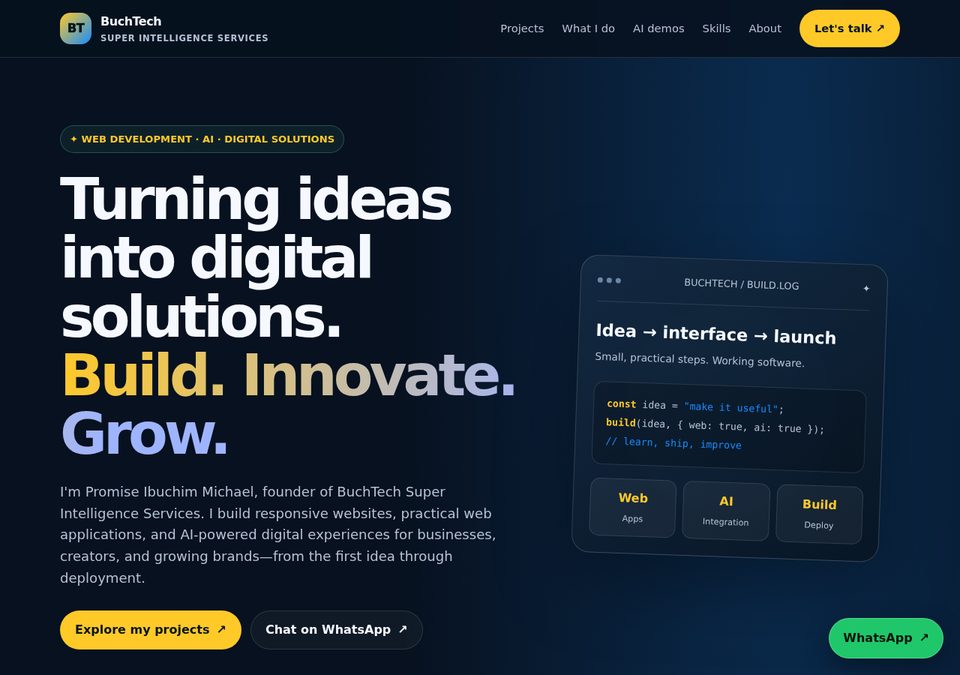 BT
BuchTech
SUPER INTELLIGENCE SERVICES
Projects
What I do
AI demos
Skills
About
Let's talk ↗
✦ WEB DEVELOPMENT · AI · DIGITAL SOLUTIONS
Turning ideas
into digital
solutions.
Build. Innovate.
Grow.
I'm Promise Ibuchim Michael, founder of BuchTech Super
Intelligence Services. I build responsive websites, practical web
applications, and AI-powered digital experiences for businesses,
creators, and growing brands—from the first idea through
deployment.
Explore my projects ↗
Chat on WhatsApp ↗
BUCHTECH / BUILD.LOG
✦
Idea → interface → launch
Small, practical steps. Working software.
const idea = "make it useful";
build(idea, { web: true, ai: true });
// learn, ship, improve
Web
Apps
AI
Integration
Build
Deploy
WhatsApp ↗